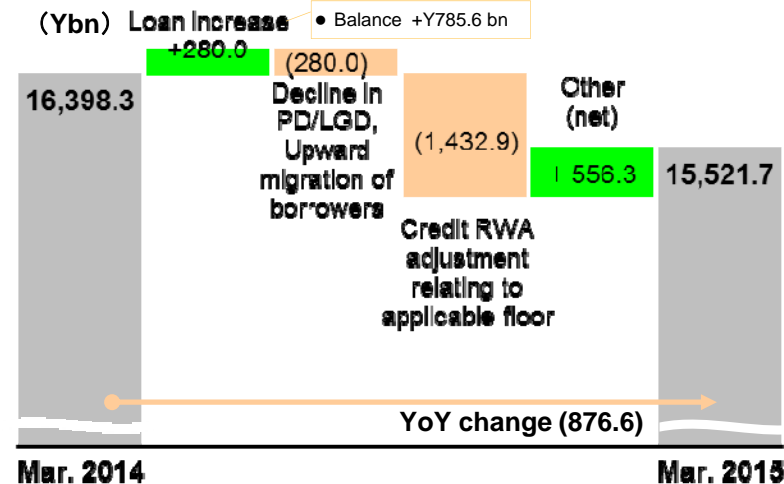 （Ybn）
Loan Increase
+280.0
● Balance +Y785.6 bn
16,398.3
(280.0)
Decline in
PD/LGD,
Upward
migration of
borrowers
(1,432.9)
Credit RWA
adjustment
relating to
applicable floor
Other
(net)
556.3
15,521.7
YoY change (876.6)
Mar. 2014
Mar. 2015